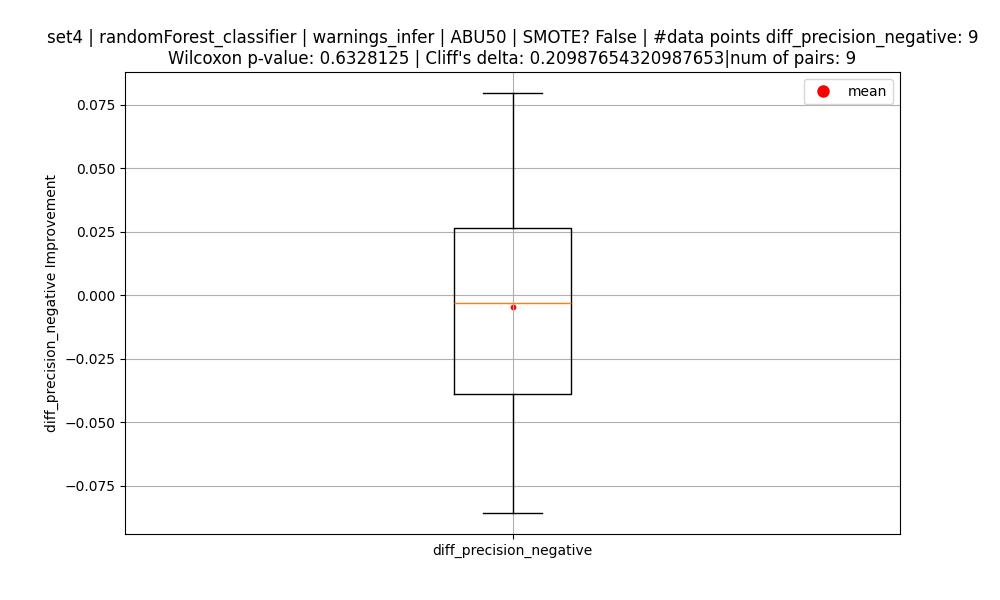 set4 | randomForest_classifier | warnings_infer | ABU50 | SMOTE? False | #data points diff_precision_negative: 9
Wilcoxon p-value: 0.6328125 | Cliff's delta: 0.20987654320987653|num of pairs: 9
mean
0.075
0.050
0.025
0.000
−0.025
−0.050
−0.075
diff_precision_negative Improvement
diff_precision_negative